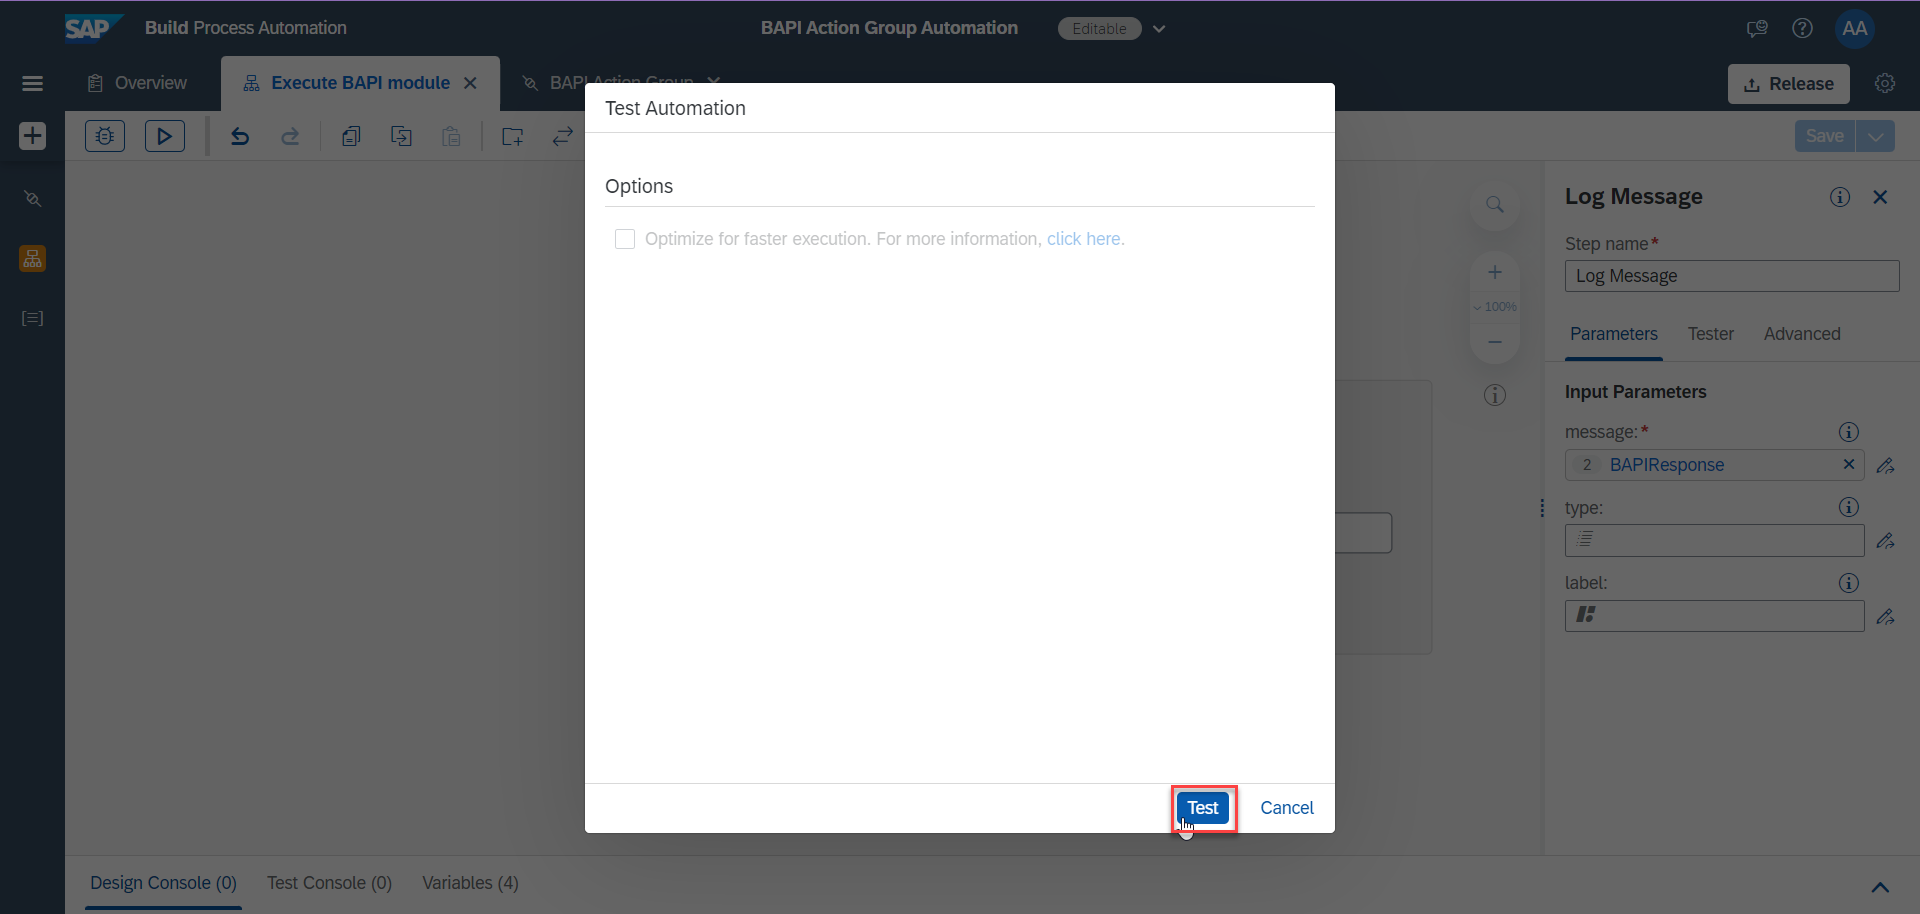 SAP
Build Process Automation
BAPI Action Group Automation
Editable
AA
Overview
Execute BAPI module
BAPI Action Group
Release
Save
Test Automation
Options
Optimize for faster execution. For more information, click here.
Test
Cancel
100%
Log Message
Step name*
Log Message
Parameters
Tester
Advanced
Input Parameters
message:*
2 BAPIResponse
type:
label:
Design Console (0)
Test Console (0)
Variables (4)